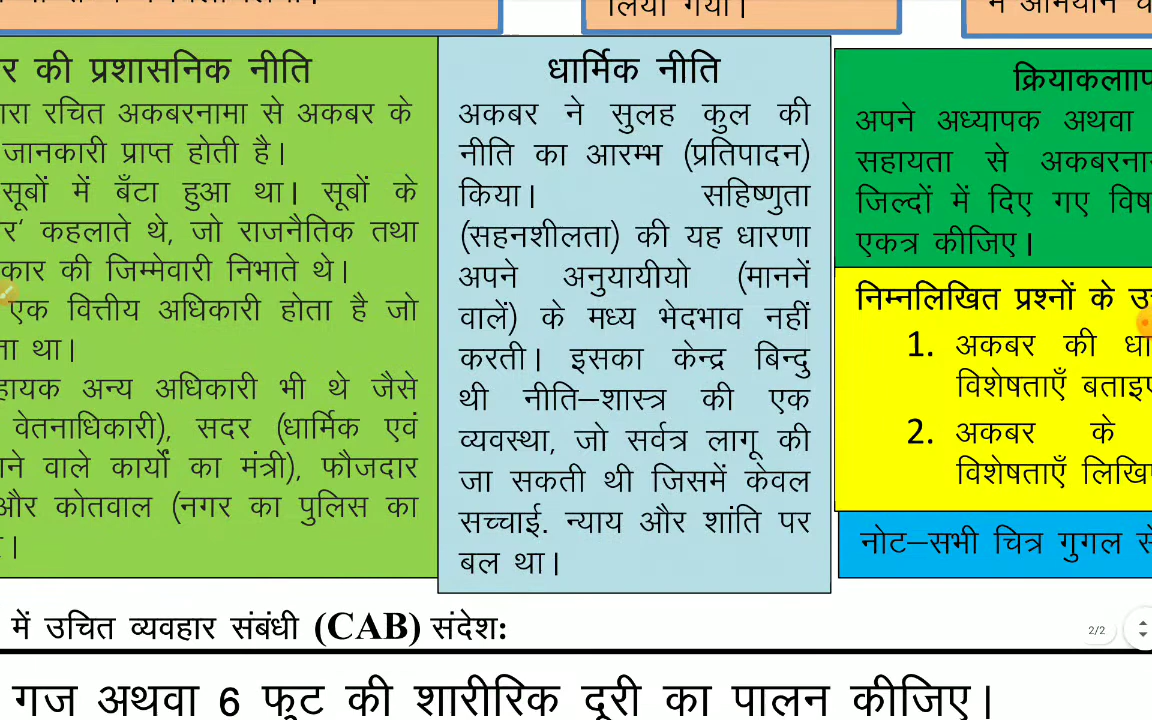 लिया गया।
र की प्रशासनिक नीति
ारा रचित अकबरनामा से अकबर के
जानकारी प्राप्त होती है।
सूबों में बँटा हुआ था। सूबों के
र‘ कहलाते थे, जो राजनैतिक तथा
कार की जिम्मेवारी निभाते थे।
एक वित्तीय अधिकारी होता है जो
ता था।
हायक अन्य अधिकारी भी थे जैसे
वेतनाधिकारी), सदर (धार्मिक एवं
ाने वाले कार्यों का मंत्री), फौजदार
और कोतवाल (नगर का पुलिस का
र।
धार्मिक नीति
अकबर ने सुलह कुल की
नीति का आरम्भ (प्रतिपादन)
किया। सहिष्णुता
(सहनशीलता) की यह धारणा
अपने अनुयायीयो (माननें
वालें) के मध्य भेदभाव नहीं
करती। इसका केन्द्र बिन्दु
थी नीति–शास्त्र की एक
व्यवस्था, जो सर्वत्र लागू की
जा सकती थी जिसमें केवल
सच्चाई. न्याय और शांति पर
बल था।
क्रियाकलााप
अपने अध्यापक अथवा
सहायता से अकबरना
जिल्दों में दिए गए विष
एकत्र कीजिए।
निम्नलिखित प्रश्नों के उ
1. अकबर की धा
विशेषताएँ बताइए
2. अकबर के
विशेषताएँ लिखि
नोट–सभी चित्र गुगल से
में उचित व्यवहार संबंधी (CAB) संदेश:
2/2
गज अथवा 6 फुट की शारीरिक दूरी का पालन कीजिए।